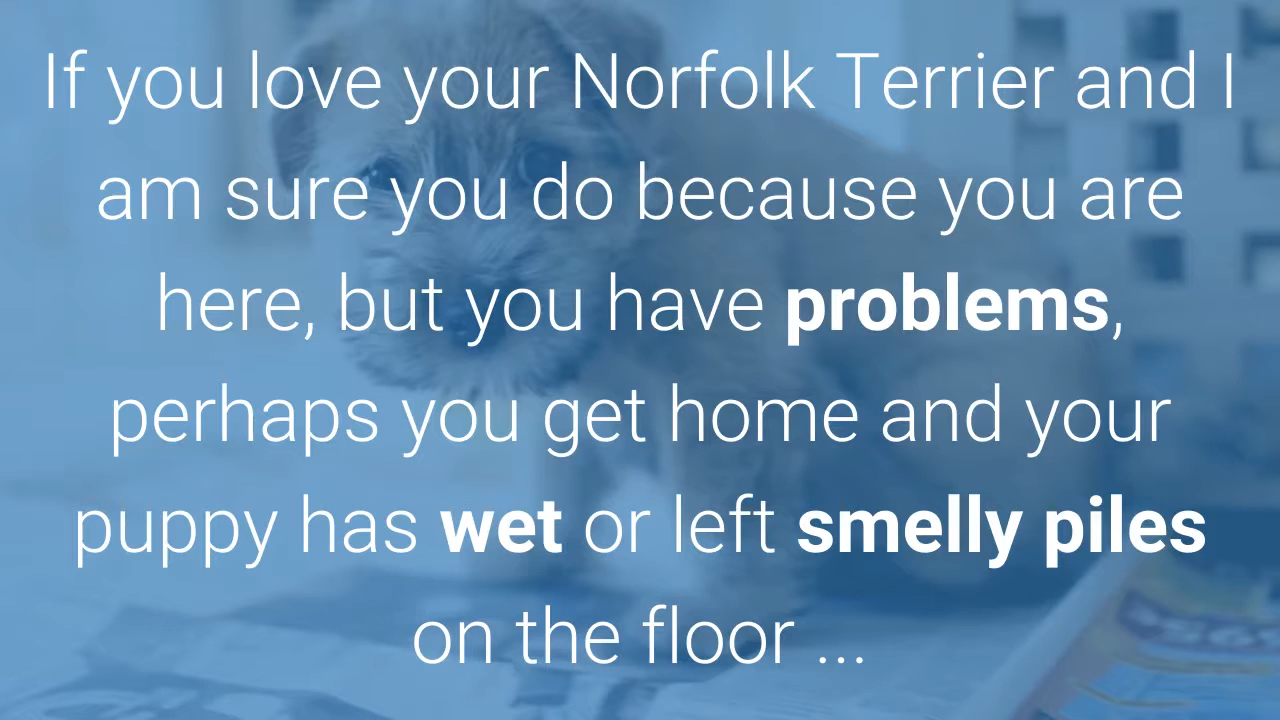 If you love your Norfolk Terrier and I
am sure you do because you are
here, but you have problems,
perhaps you get home and your
puppy has wet or left smelly piles
on the floor ...